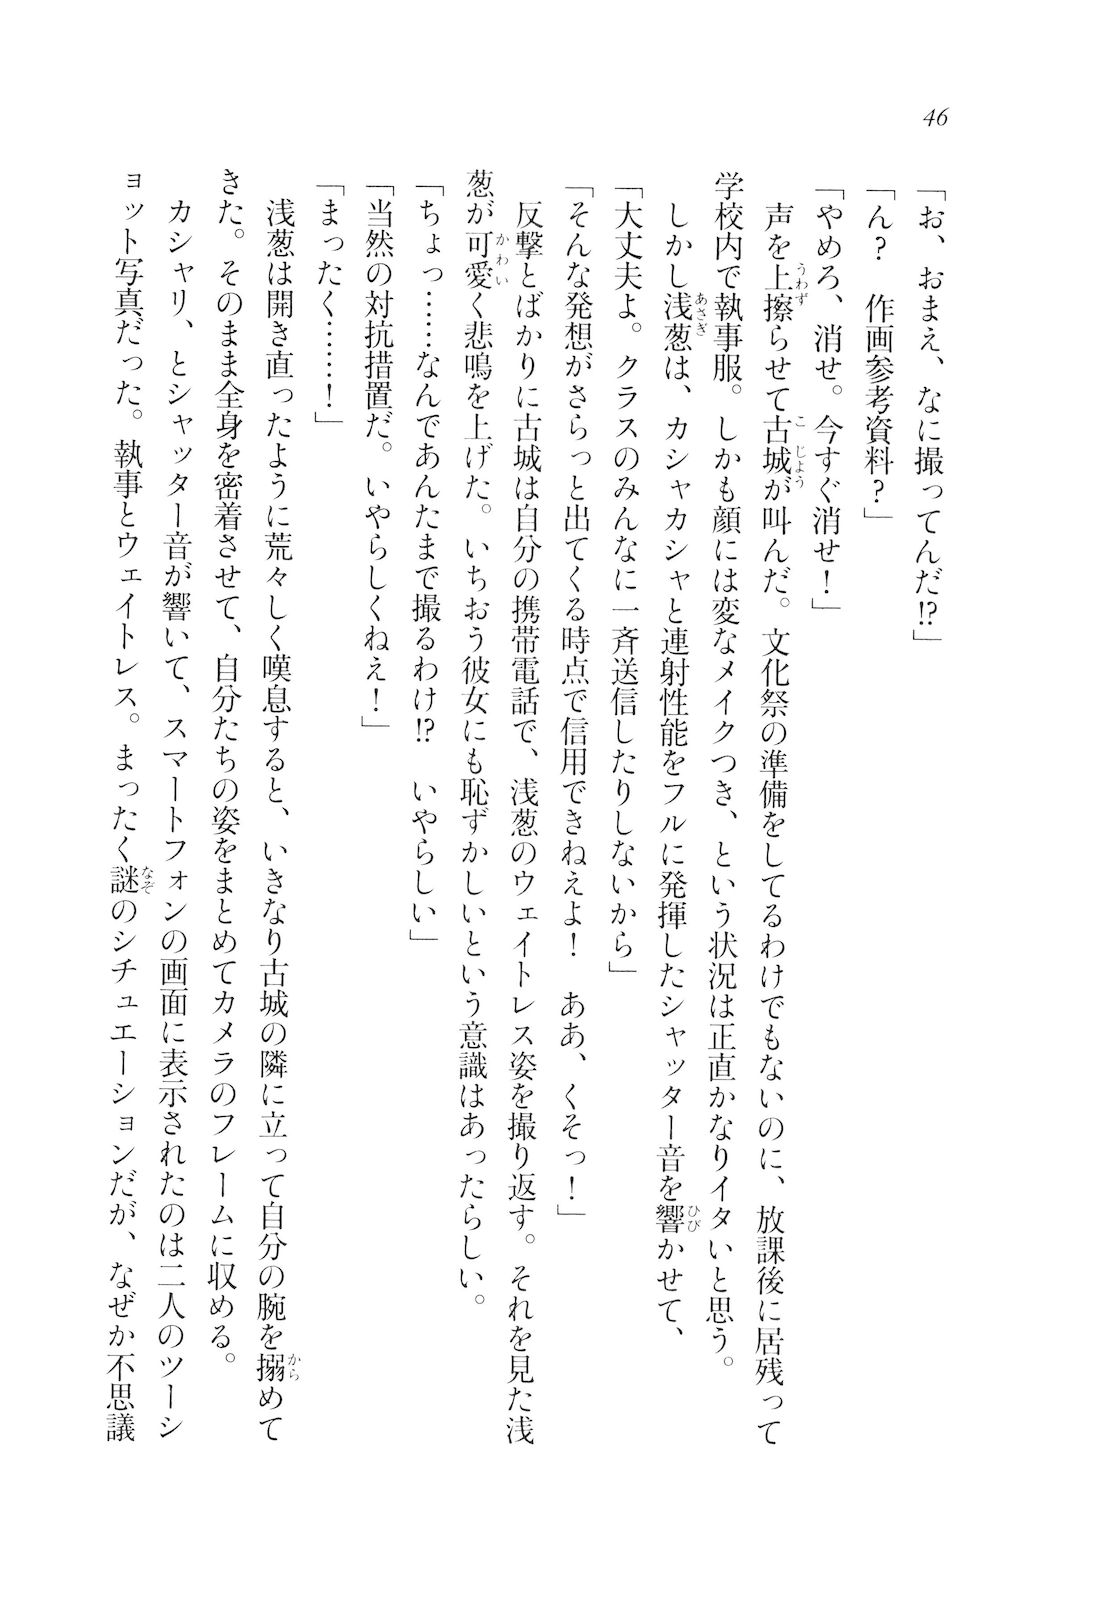 46
「お、おまえ、なに撮ってんだ!?」
「ん？　作画参考資料？」
「やめろ、消せ。今すぐ消せ！」
　声を上擦らせて古城が叫んだ。文化祭の準備をしてるわけでもないのに、放課後に居残って
学校内で執事服。しかも顔には変なメイクつき、という状況は正直かなりイタいと思う。
　しかし浅葱は、カシャカシャと連射性能をフルに発揮したシャッター音を響かせて、
「大丈夫よ。クラスのみんなに一斉送信したりしないから」
「そんな発想がさらっと出てくる時点で信用できねえよ！　ああ、くそっ！」
　反撃とばかりに古城は自分の携帯電話で、浅葱のウェイトレス姿を撮り返す。それを見た浅
葱が可愛く悲鳴を上げた。いちおう彼女にも恥ずかしいという意識はあったらしい。
「ちょっ……なんであんたまで撮るわけ!?　いやらしい」
「当然の対抗措置だ。いやらしくねえ！」
「まったく……！」
　浅葱は開き直ったように荒々しく嘆息すると、いきなり古城の隣に立って自分の腕を搦めて
きた。そのまま全身を密着させて、自分たちの姿をまとめてカメラのフレームに収める。
　カシャリ、とシャッター音が響いて、スマートフォンの画面に表示されたのは二人のツーシ
ョット写真だった。執事とウェイトレス。まったく謎のシチュエーションだが、なぜか不思議